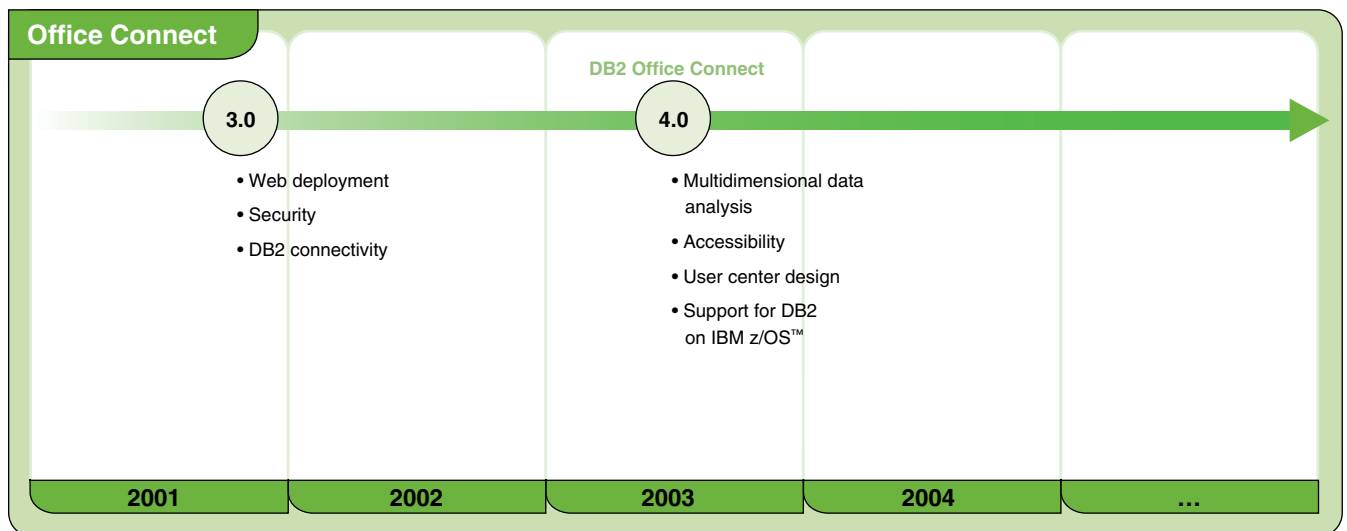 Office Connect
DB2 Office Connect
3.0
4.0
• Web deployment
• Security
• DB2 connectivity
• Multidimensional data
analysis
• Accessibility
• User center design
• Support for DB2
on IBM z/OS™
2001
2002
2003
2004
…